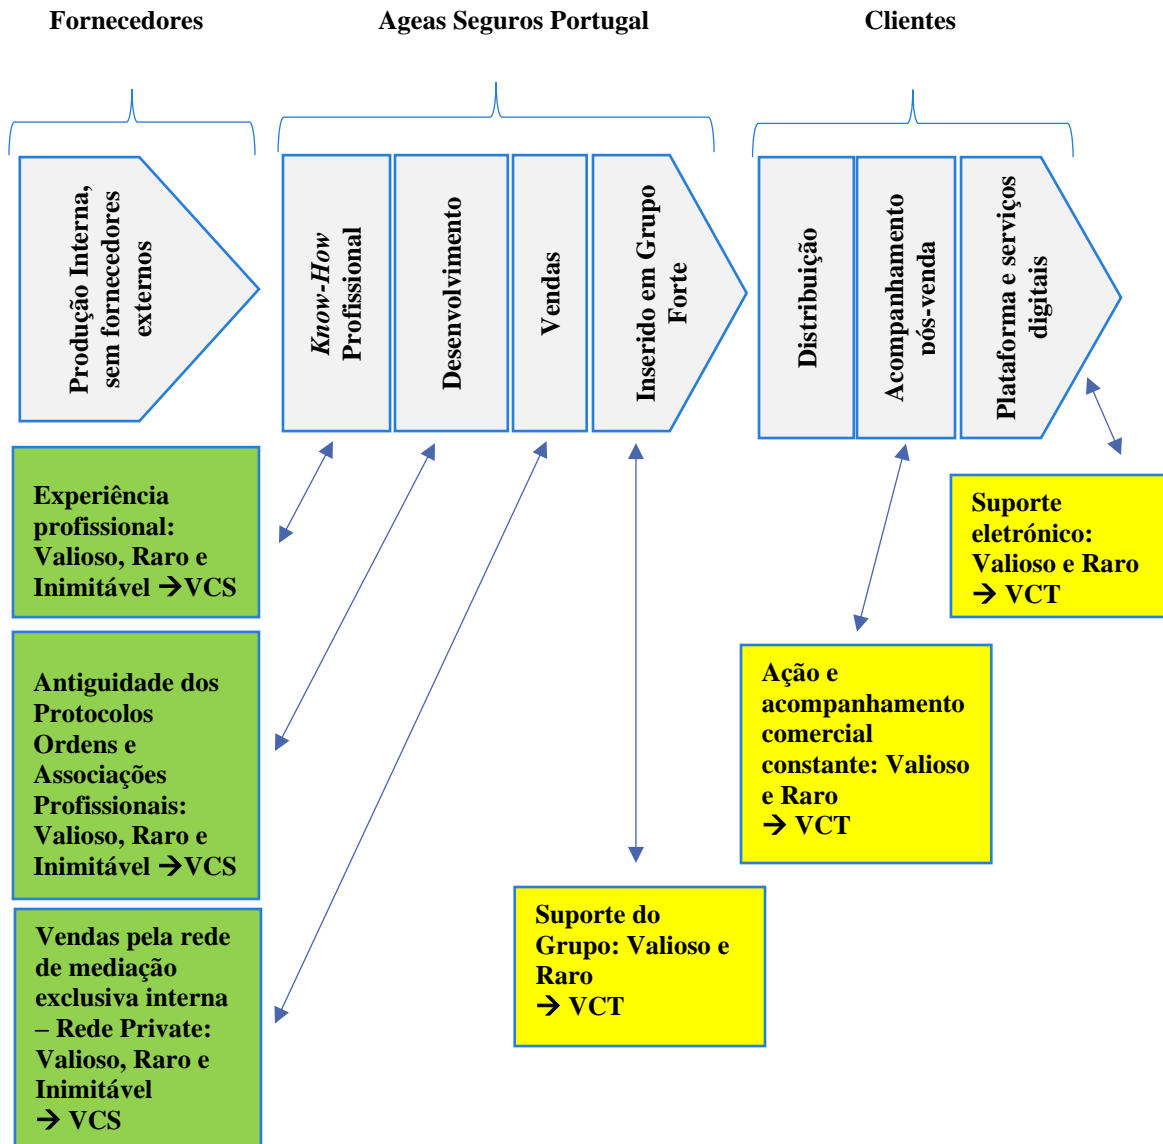 Fornecedores
Ageas Seguros Portugal
Clientes
Produção Interna,
sem fornecedores
externos
Know-How
Profissional
Desenvolvimento
Vendas
Inserido em Grupo
Forte
Distribuição
Acompanhamento
pós-venda
Plataforma e serviços
digitais
Experiência
profissional:
Valioso, Raro e
Inimitável →VCS
Antiguidade dos
Protocolos
Ordens e
Associações
Profissionais:
Valioso, Raro e
Inimitável →VCS
Vendas pela rede
de mediação
exclusiva interna
– Rede Private:
Valioso, Raro e
Inimitável
→ VCS
Suporte do
Grupo: Valioso e
Raro
→ VCT
Ação e
acompanhamento
comercial
constante: Valioso
e Raro
→ VCT
Suporte
eletrónico:
Valioso e Raro
→ VCT